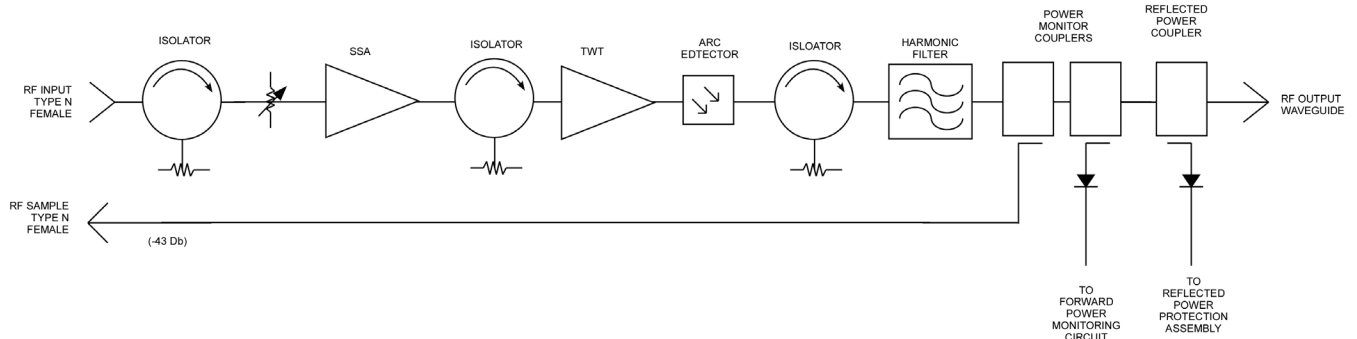 ISOLATOR
SSA
ISOLATOR
TWT
ARC
EDTECTOR
ISLOATOR
HARMONIC
FILTER
POWER
MONITOR
COUPLERS
REFLECTED
POWER
COUPLER
RF INPUT
TYPE N
FEMALE
RF OUTPUT
WAVEGUIDE
RF SAMPLE
TYPE N
FEMALE
(-43 Db)
TO
FORWARD
POWER
MONITORING
CIRCUIT
TO
REFLECTED
POWER
PROTECTION
ASSEMBLY